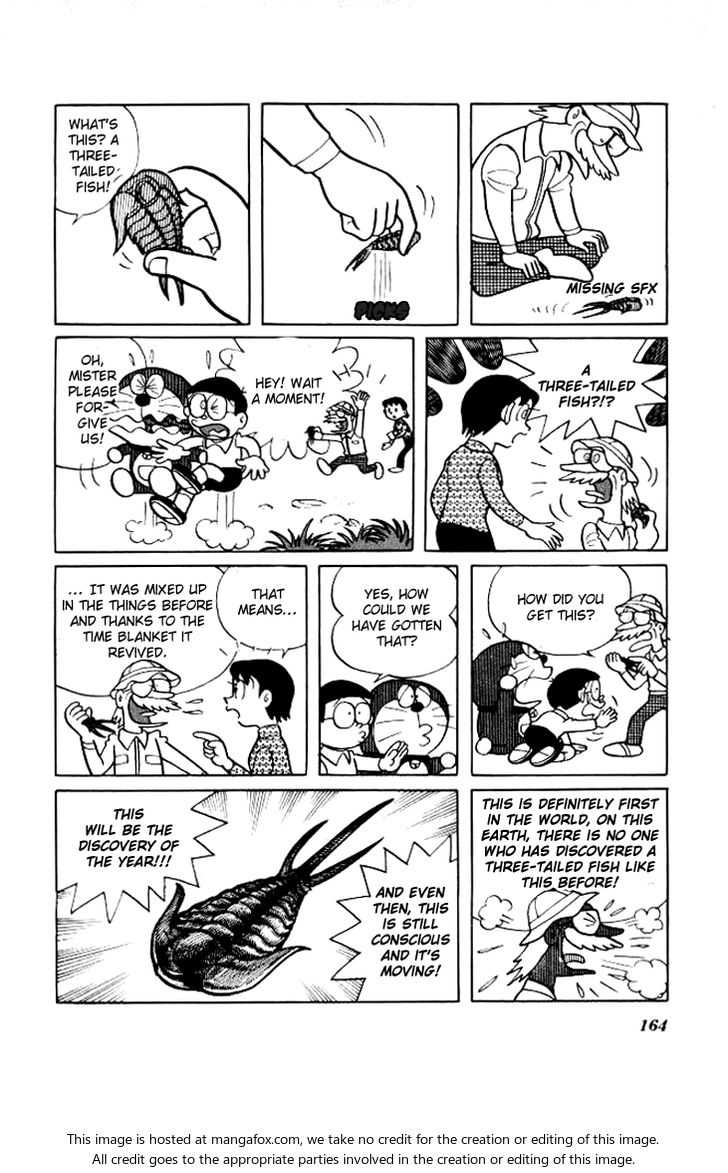 MISSING SFX
PICKS
WHAT'S
THIS? A
THREE-
TAILED
FISH!
A
THREE-TAILED
FISH?!?
HEY! WAIT
A MOMENT!
OH,
MISTER
PLEASE
FOR-
GIVE
US!
HOW DID YOU
GET THIS?
YES, HOW
COULD WE
HAVE GOTTEN
THAT?
THAT
MEANS...
... IT WAS MIXED UP
IN THE THINGS BEFORE
AND THANKS TO THE
TIME BLANKET IT
REVIVED.
THIS IS DEFINITELY FIRST
IN THE WORLD, ON THIS
EARTH, THERE IS NO ONE
WHO HAS DISCOVERED A
THREE-TAILED FISH LIKE
THIS BEFORE!
AND EVEN
THEN, THIS
IS STILL
CONSCIOUS
AND IT'S
MOVING!
THIS
WILL BE THE
DISCOVERY OF
THE YEAR!!!
164
This image is hosted at mangafox.com, we take no credit for the creation or editing of this image.
All credit goes to the appropriate parties involved in the creation or editing of this image.